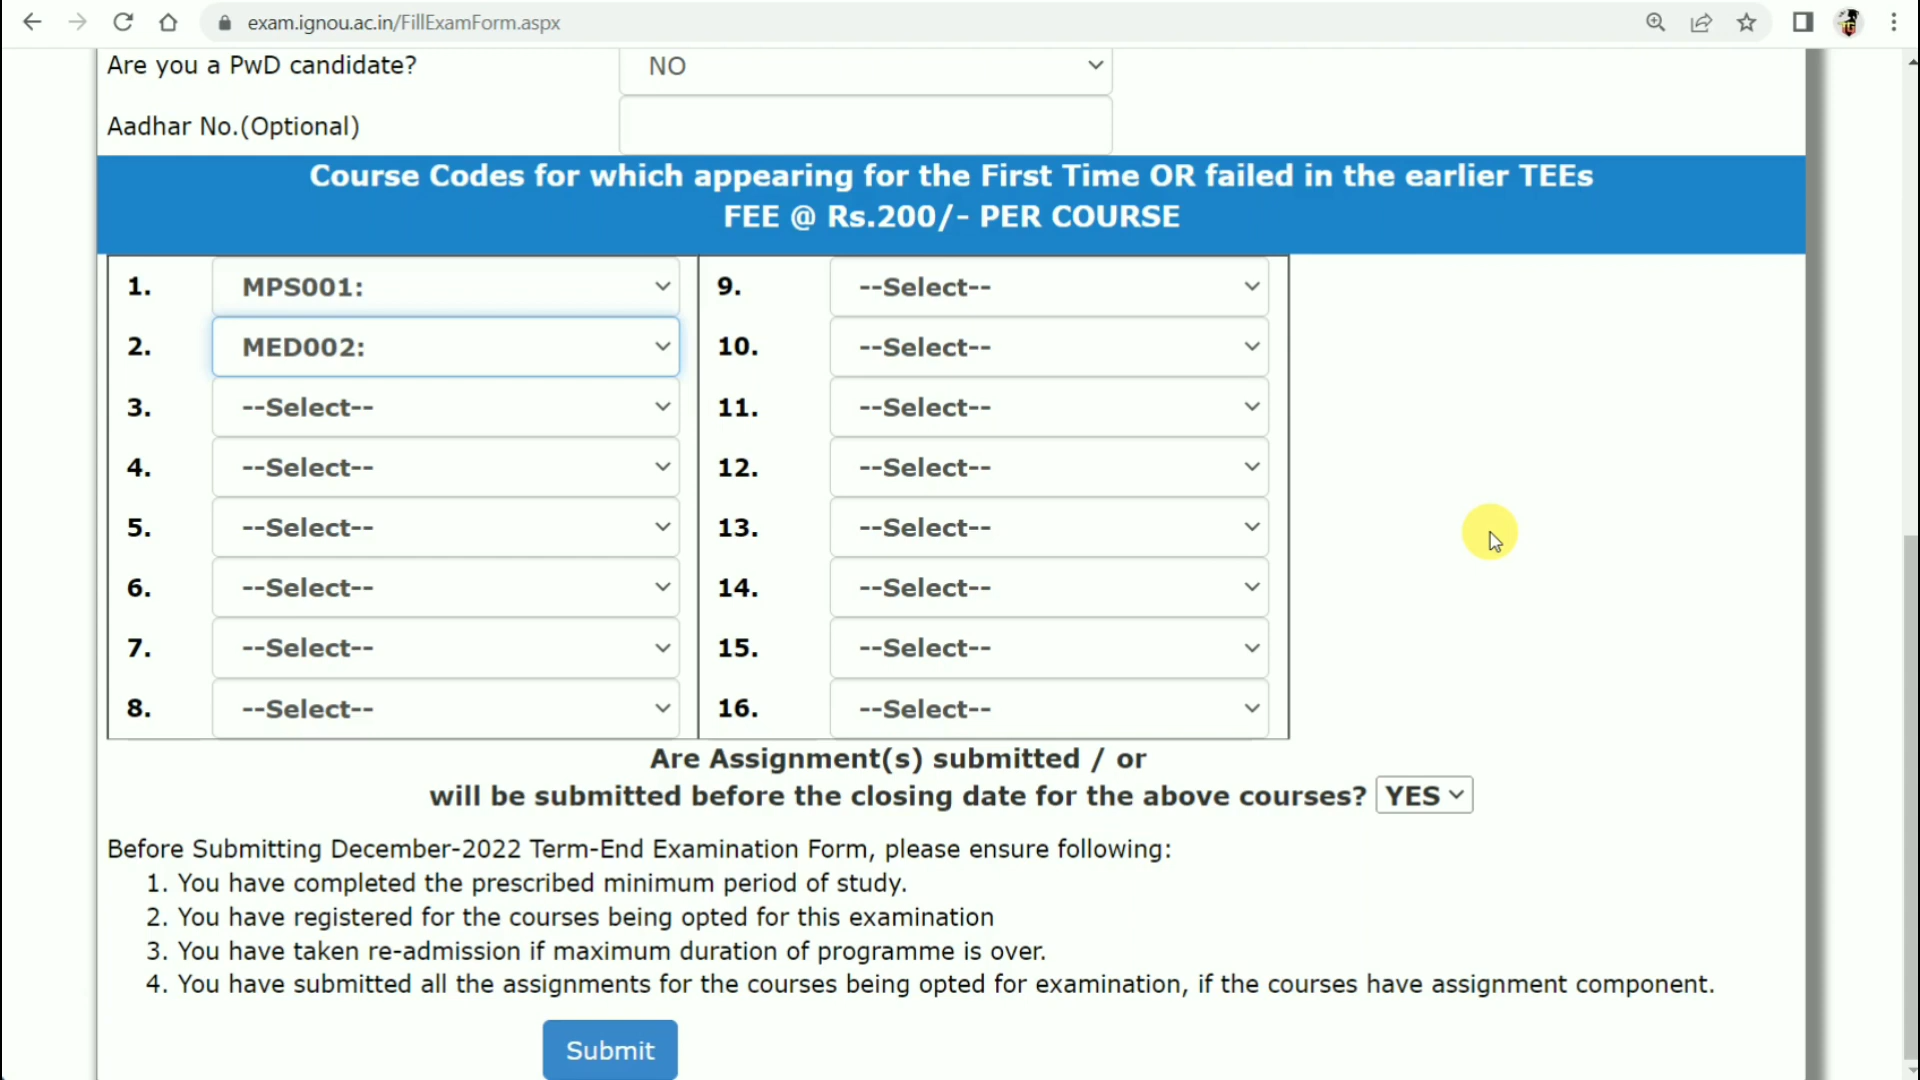 exam.ignou.ac.in/FillExamForm.aspx
Are you a PwD candidate? NO
Aadhar No.(Optional)
Course Codes for which appearing for the First Time OR failed in the earlier TEEs
FEE @ Rs.200/- PER COURSE
1. MPS001: 9. --Select--
2. MED002: 10. --Select--
3. --Select-- 11. --Select--
4. --Select-- 12. --Select--
5. --Select-- 13. --Select--
6. --Select-- 14. --Select--
7. --Select-- 15. --Select--
8. --Select-- 16. --Select--
Are Assignment(s) submitted / or
will be submitted before the closing date for the above courses? YES
Before Submitting December-2022 Term-End Examination Form, please ensure following:
1. You have completed the prescribed minimum period of study.
2. You have registered for the courses being opted for this examination
3. You have taken re-admission if maximum duration of programme is over.
4. You have submitted all the assignments for the courses being opted for examination, if the courses have assignment component.
Submit